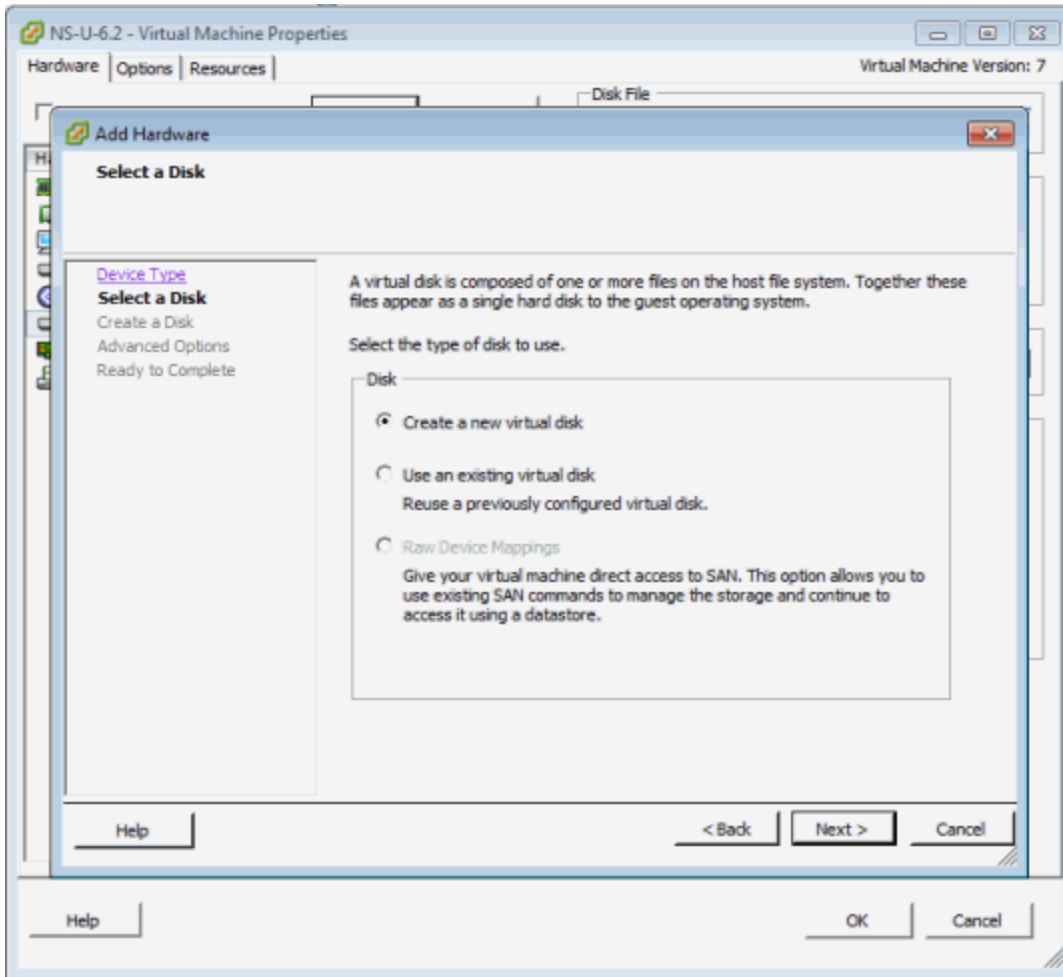 NS-U-6.2 - Virtual Machine Properties
Hardware Options Resources
Virtual Machine Version: 7
Disk File
Add Hardware
Select a Disk
Device Type
Select a Disk
Create a Disk
Advanced Options
Ready to Complete
A virtual disk is composed of one or more files on the host file system. Together these
files appear as a single hard disk to the guest operating system.
Select the type of disk to use.
Disk
Create a new virtual disk
Use an existing virtual disk
Reuse a previously configured virtual disk.
Raw Device Mappings
Give your virtual machine direct access to SAN. This option allows you to
use existing SAN commands to manage the storage and continue to
access it using a datastore.
Help
< Back
Next >
Cancel
Help
OK
Cancel